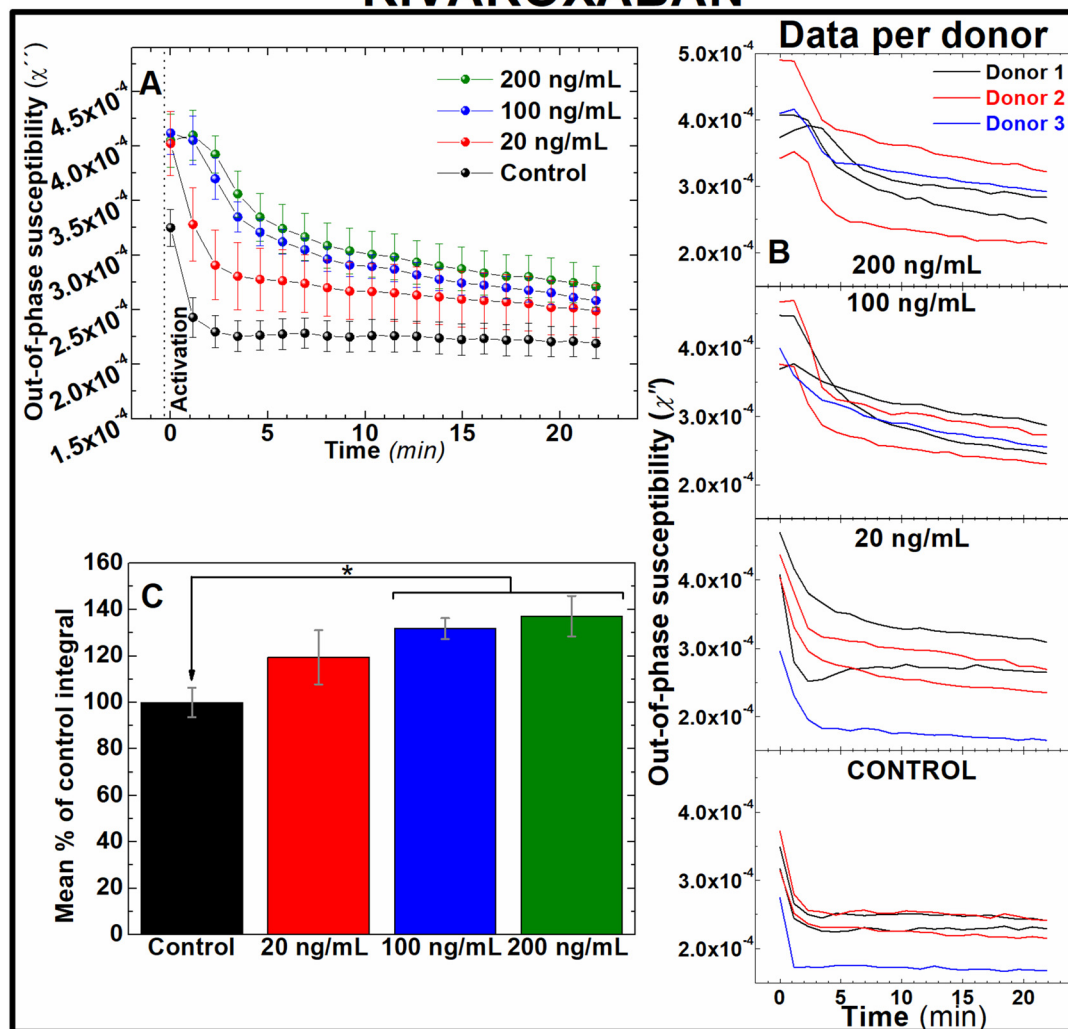 RIVAROXABAN
A
Out-of-phase susceptibility (χ´´)
4.5x10⁻⁴
4.0x10⁻⁴
3.5x10⁻⁴
3.0x10⁻⁴
2.5x10⁻⁴
2.0x10⁻⁴
1.5x10⁻⁴
Activation
200 ng/mL
100 ng/mL
20 ng/mL
Control
0 5 10 15 20
Time (min)
Data per donor
B
Out-of-phase susceptibility (χ″)
5.0x10⁻⁴
4.0x10⁻⁴
3.0x10⁻⁴
2.0x10⁻⁴
Donor 1
Donor 2
Donor 3
200 ng/mL
100 ng/mL
4.0x10⁻⁴
3.0x10⁻⁴
2.0x10⁻⁴
20 ng/mL
4.0x10⁻⁴
3.0x10⁻⁴
2.0x10⁻⁴
CONTROL
4.0x10⁻⁴
3.0x10⁻⁴
2.0x10⁻⁴
0 5 10 15 20
Time (min)
C
Mean % of control integral
160
140
120
100
80
60
40
20
0
*
Control 20 ng/mL 100 ng/mL 200 ng/mL